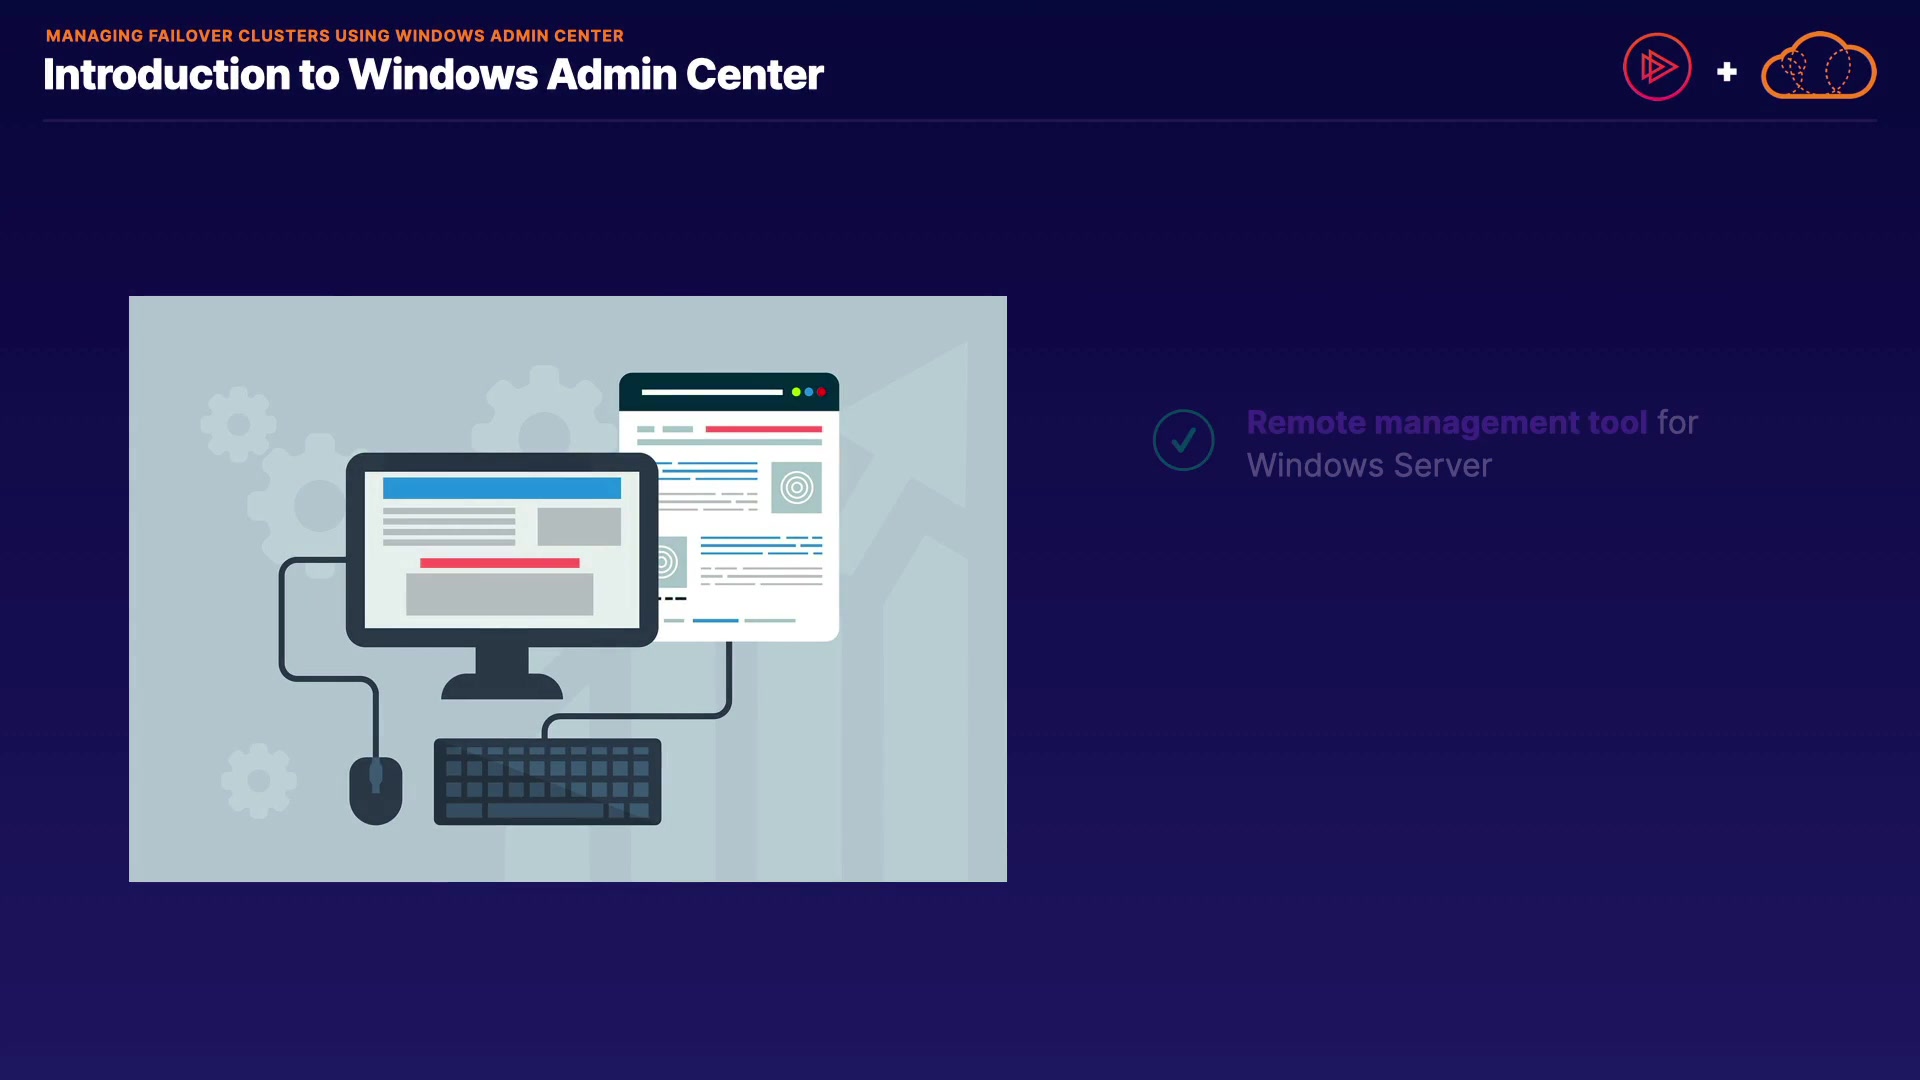 MANAGING FAILOVER CLUSTERS USING WINDOWS ADMIN CENTER
Introduction to Windows Admin Center
Remote management tool for
Windows Server